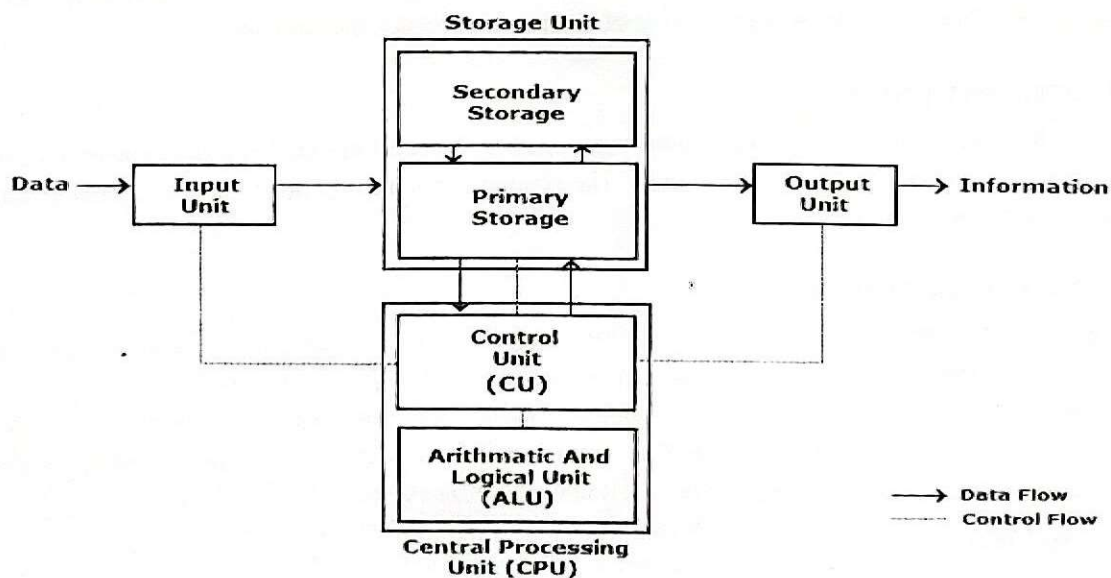 Storage Unit
Secondary
Storage
Data
Input
Unit
Primary
Storage
Output
Unit
Information
Control
Unit
(CU)
Arithmatic And
Logical Unit
(ALU)
Data Flow
Control Flow
Central Processing
Unit (CPU)